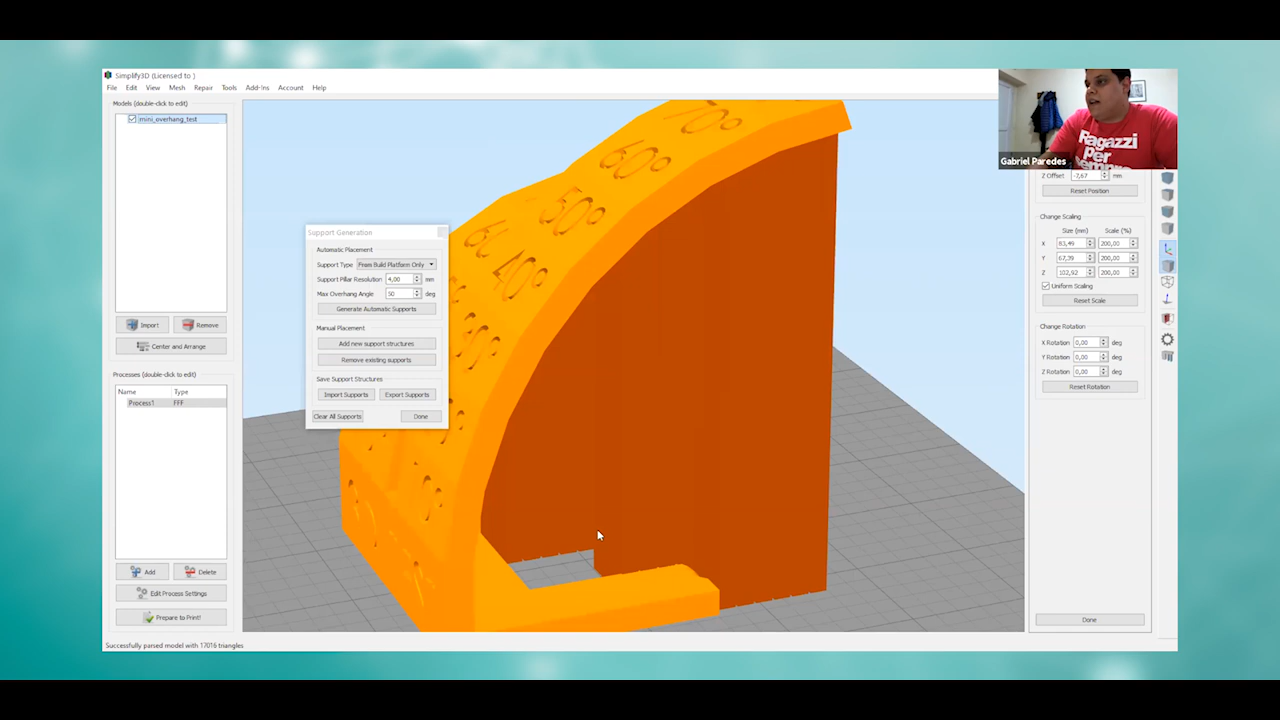 Simplify3D (Licensed to )
File Edit View Mesh Repair Tools Add-Ins Account Help
Models (double-click to edit)
mini_overhang_test
Import Remove
Center and Arrange
Processes (double-click to edit)
Name Type
Process1 FFF
Add Delete
Edit Process Settings
Prepare to Print!
Successfully parsed model with 17016 triangles
Support Generation
Automatic Placement
Support Type From Build Platform Only
Support Pillar Resolution 4,00 mm
Max Overhang Angle 50 deg
Generate Automatic Supports
Manual Placement
Add new support structures
Remove existing supports
Save Support Structures
Import Supports Export Supports
Clear All Supports Done
70°
60°
50°
40°
Ragazzi
Per
Gabriel Paredes
Z Offset -7,67 mm
Reset Position
Change Scaling
Size (mm) Scale (%)
X 83,49 200,00
Y 67,39 200,00
Z 102,92 200,00
Uniform Scaling
Reset Scale
Change Rotation
X Rotation 0,00 deg
Y Rotation 0,00 deg
Z Rotation 0,00 deg
Reset Rotation
Done